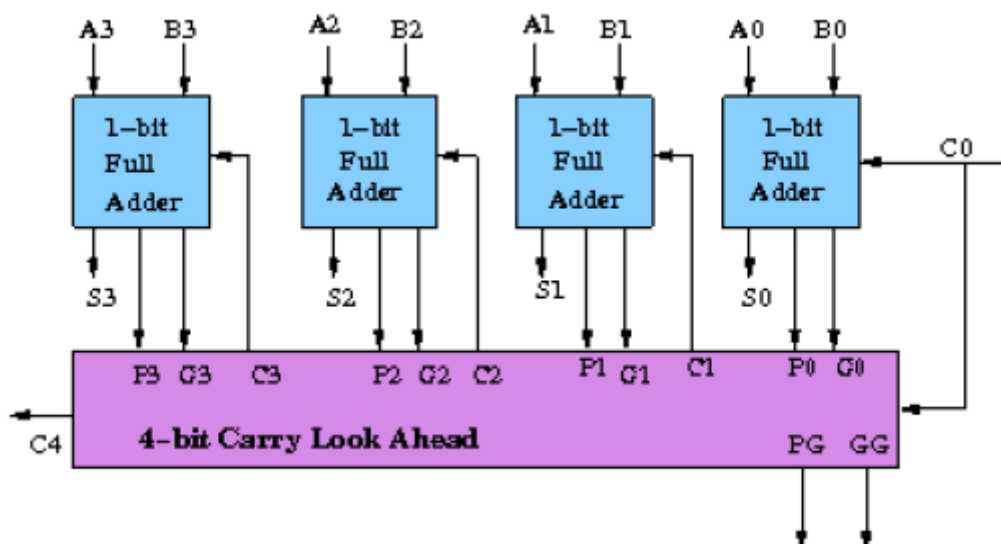 A3 B3 A2 B2 A1 B1 A0 B0
1-bit Full Adder
1-bit Full Adder
1-bit Full Adder
1-bit Full Adder
C0
S3 S2 S1 S0
P3 G3 C3 P2 G2 C2 P1 G1 C1 P0 G0
C4 4-bit Carry Look Ahead PG GG